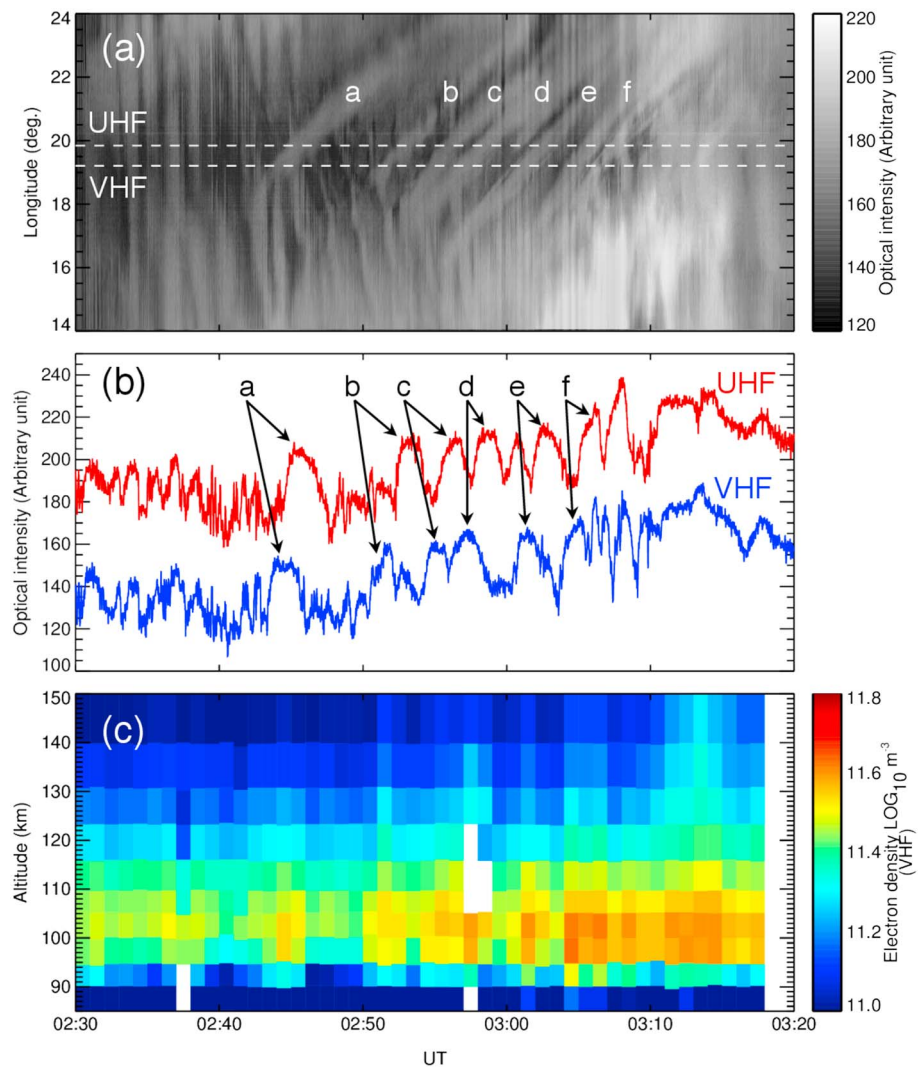 (a)
24
22
20
18
16
14
Longitude (deg.)
UHF
VHF
a b c d e f
220
200
180
160
140
120
Optical intensity (Arbitrary unit)
(b)
240
220
200
180
160
140
120
100
Optical intensity (Arbitrary unit)
a b c d e f
UHF
VHF
(c)
150
140
130
120
110
100
90
Altitude (km)
02:30 02:40 02:50 03:00 03:10 03:20
UT
11.8
11.6
11.4
11.2
11.0
Electron density LOG10 m-3
(VHF)